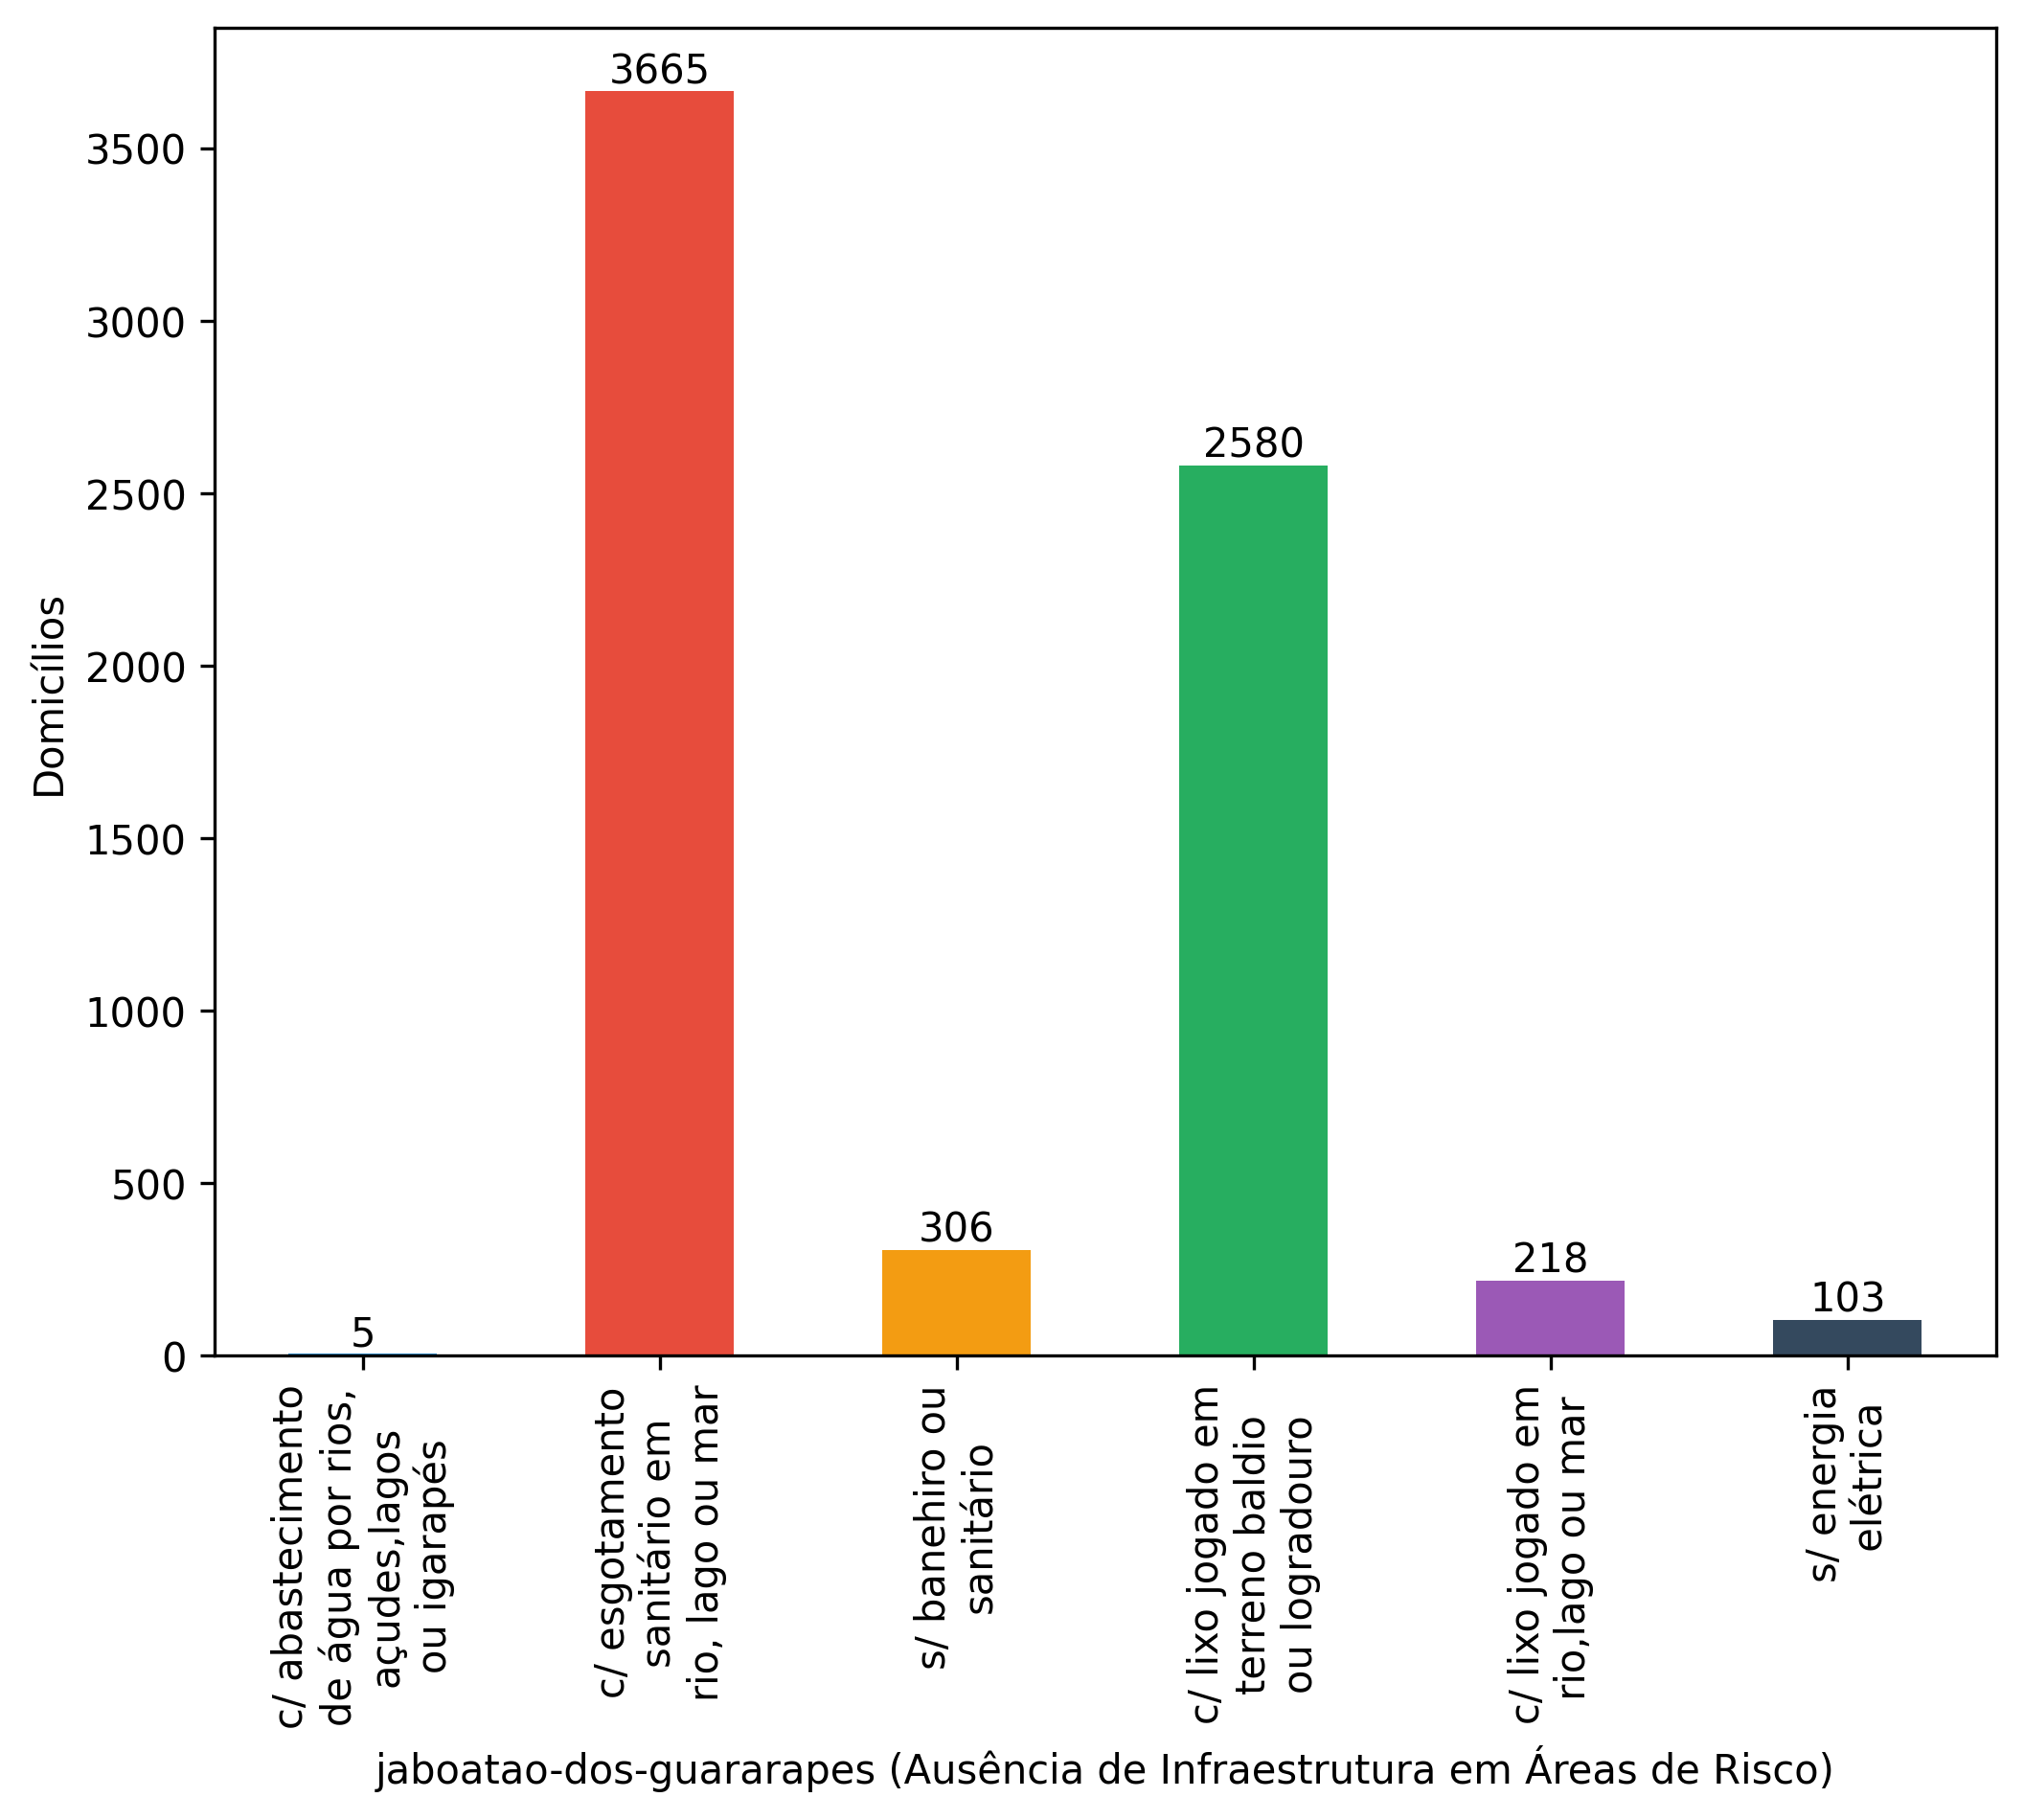 3665
3500
3000
2580
2500
Domicílios
2000
1500
1000
500
306
218
103
5
0
c/ abastecimento
de água por rios,
açudes,lagos
ou igarapés
c/ esgotamento
sanitário em
rio, lago ou mar
s/ banehiro ou
sanitário
c/ lixo jogado em
terreno baldio
ou logradouro
c/ lixo jogado em
rio,lago ou mar
s/ energia
elétrica
jaboatao-dos-guararapes (Ausência de Infraestrutura em Áreas de Risco)